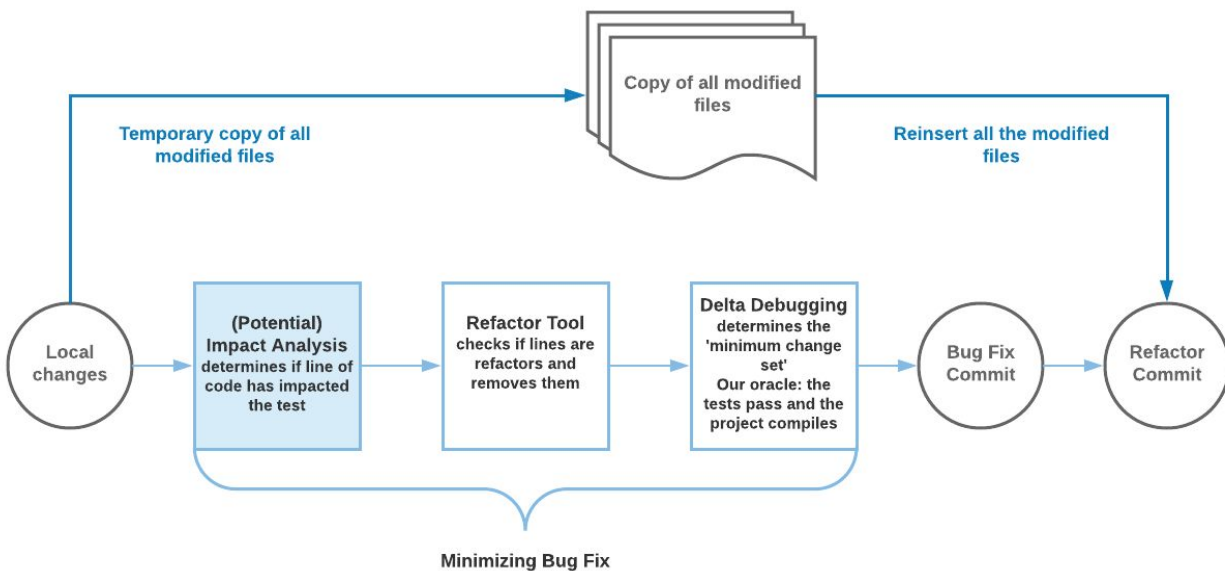 Copy of all modified
files
Temporary copy of all
modified files
Reinsert all the modified
files
Local
changes
(Potential)
Impact Analysis
determines if line of
code has impacted
the test
Refactor Tool
checks if lines are
refactors and
removes them
Delta Debugging
determines the
'minimum change
set'
Our oracle: the
tests pass and the
project compiles
Bug Fix
Commit
Refactor
Commit
Minimizing Bug Fix